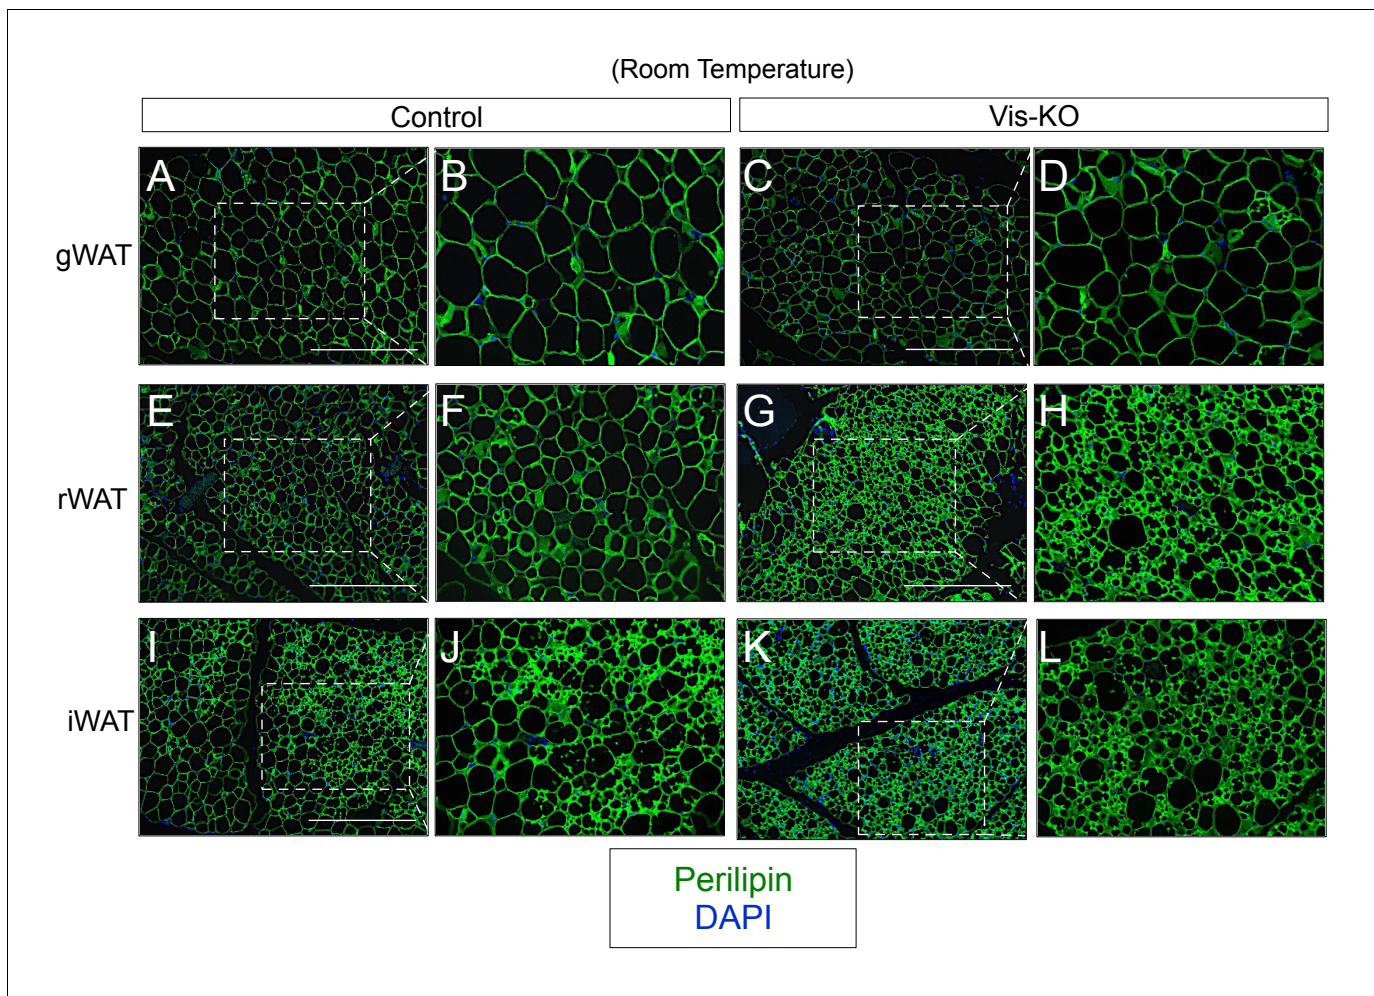 (Room Temperature)
Control
Vis-KO
gWAT
A
B
C
D
rWAT
E
F
G
H
iWAT
I
J
K
L
Perilipin
DAPI